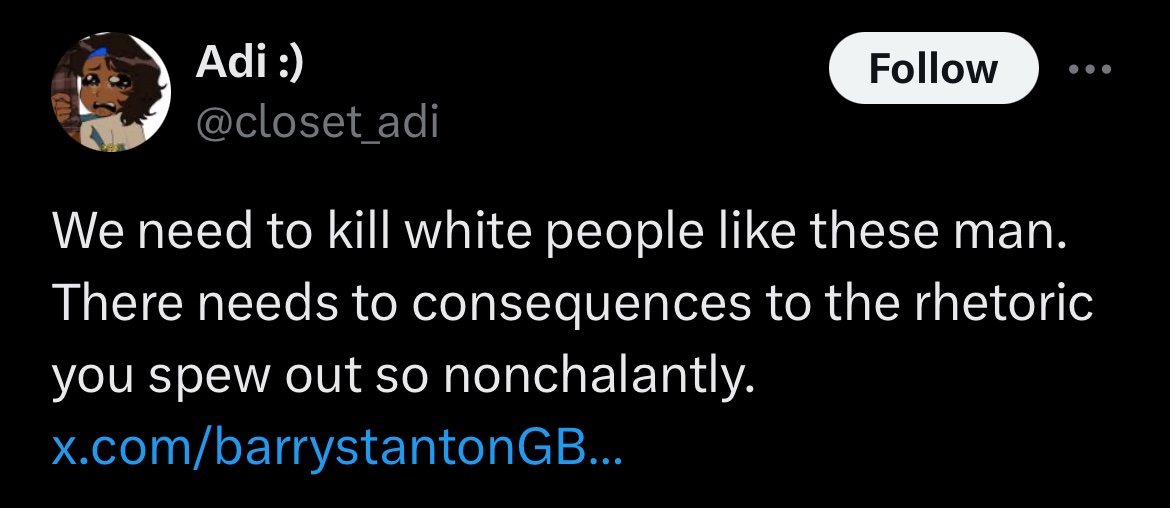 Adi :)
Follow
@closet_adi
We need to kill white people like these man.
There needs to consequences to the rhetoric
you spew out so nonchalantly.
x.com/barrystantonGB...